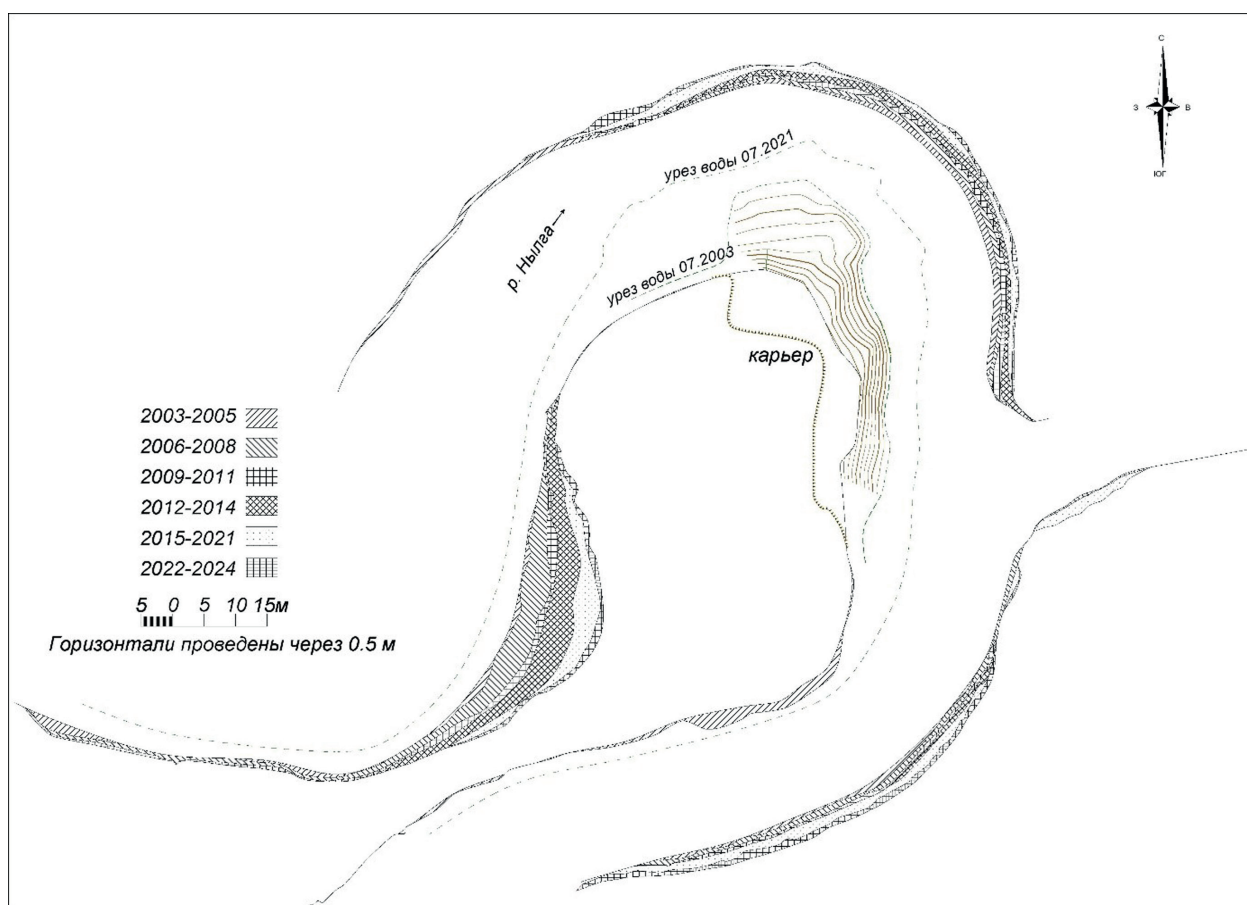 С
З В
ЮГ
урез воды 07.2021
р. Нылга→
урез воды 07.2003
карьер
2003-2005
2006-2008
2009-2011
2012-2014
2015-2021
2022-2024
5 0 5 10 15м
Горизонтали проведены через 0.5 м